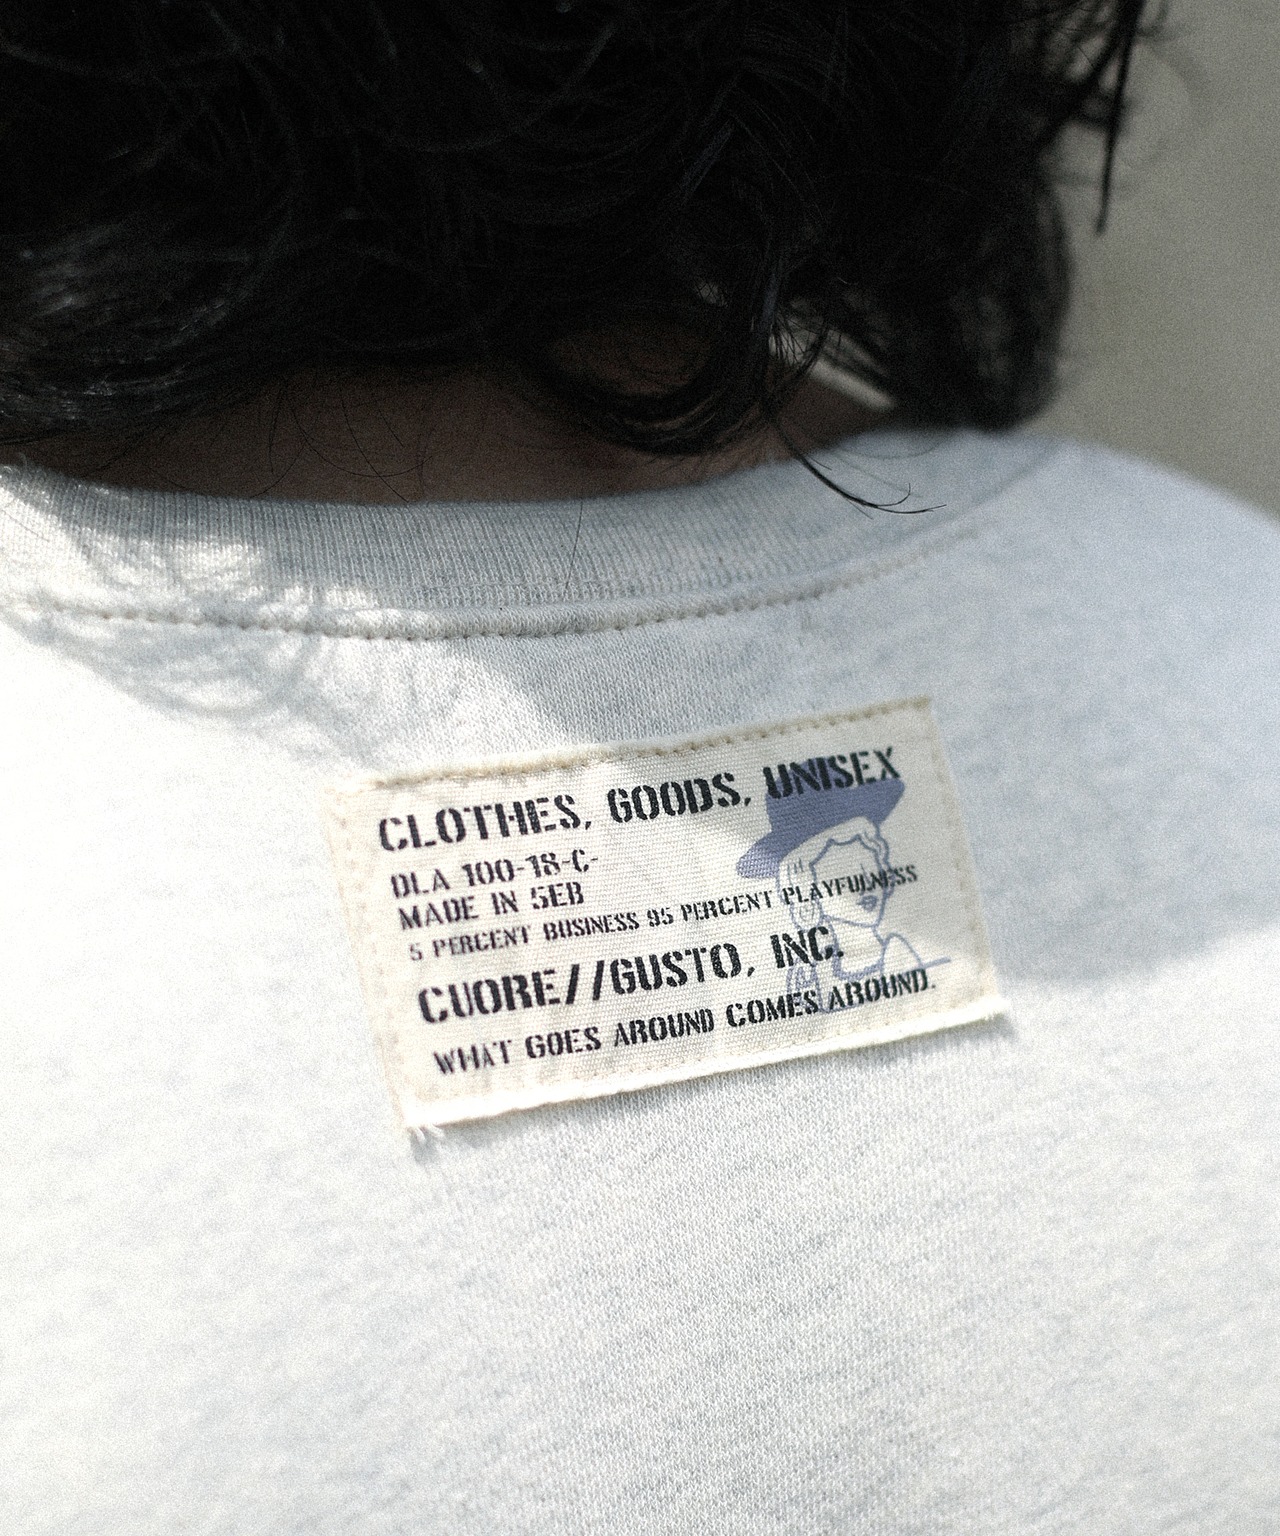 CLOTHES, GOODS, UNISEX
DLA 100-18-C-
MADE IN SEB
5 PERCENT BUSINESS 95 PERCENT PLAYFULNESS
CUORE//GUSTO, INC.
WHAT GOES AROUND COMES AROUND.